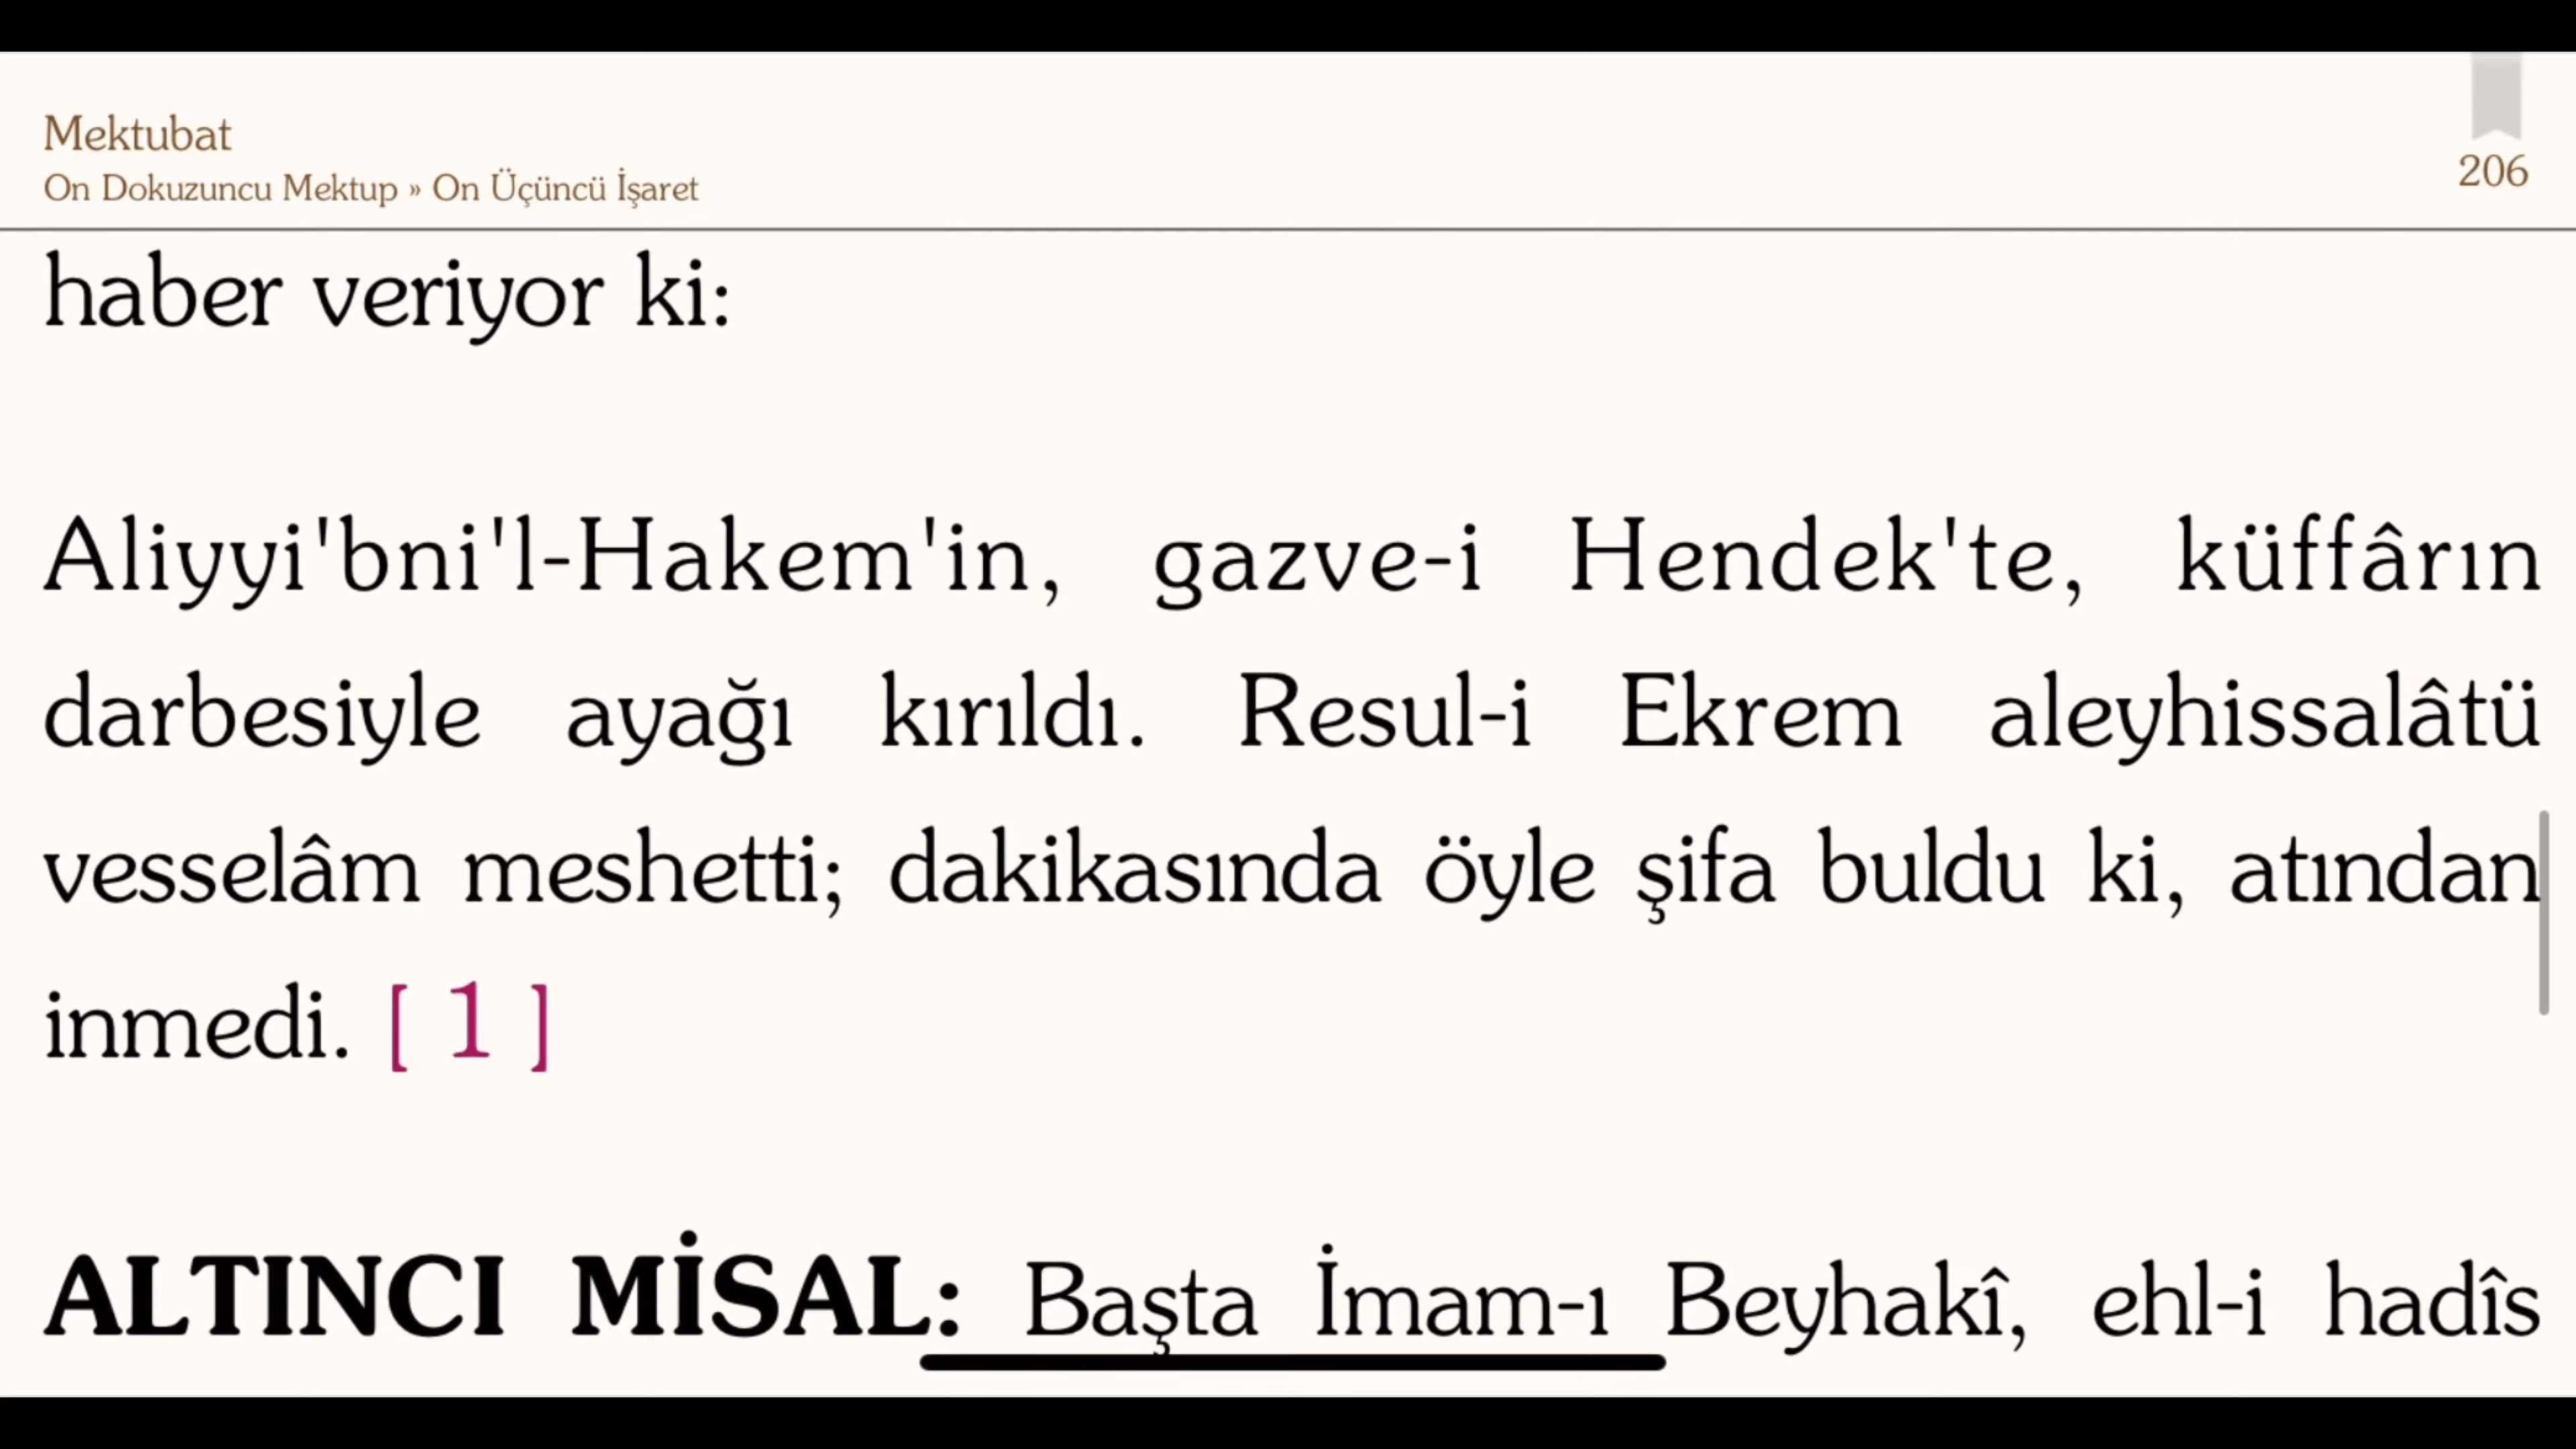 Mektubat
On Dokuzuncu Mektup » On Üçüncü İşaret
206
haber veriyor ki:
Aliyyi'bni'l-Hakem'in, gazve-i Hendek'te, küffârın
darbesiyle ayağı kırıldı. Resul-i Ekrem aleyhissalâtü
vesselâm meshetti; dakikasında öyle şifa buldu ki, atından
inmedi. [ 1 ]
ALTINCI MİSAL: Başta İmam-ı Beyhakî, ehl-i hadîs